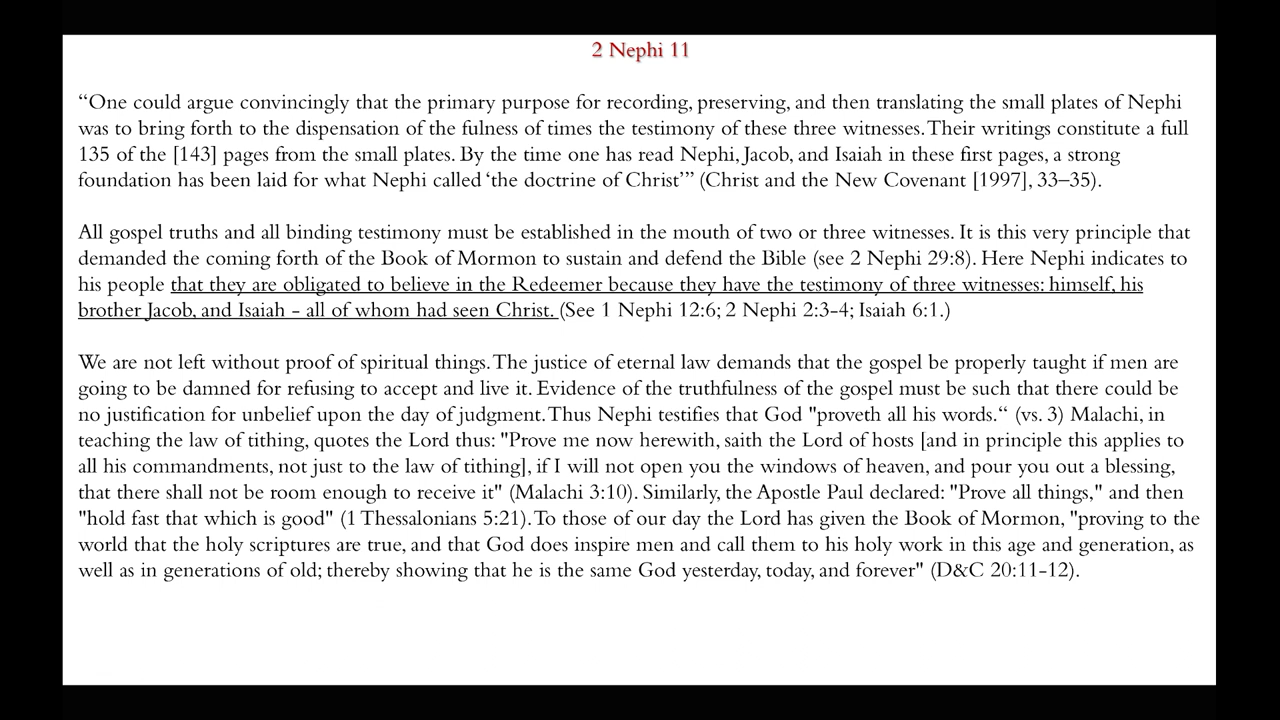 2 Nephi 11
“One could argue convincingly that the primary purpose for recording, preserving, and then translating the small plates of Nephi
was to bring forth to the dispensation of the fulness of times the testimony of these three witnesses. Their writings constitute a full
135 of the [143] pages from the small plates. By the time one has read Nephi, Jacob, and Isaiah in these first pages, a strong
foundation has been laid for what Nephi called ‘the doctrine of Christ’” (Christ and the New Covenant [1997], 33–35).
All gospel truths and all binding testimony must be established in the mouth of two or three witnesses. It is this very principle that
demanded the coming forth of the Book of Mormon to sustain and defend the Bible (see 2 Nephi 29:8). Here Nephi indicates to
his people that they are obligated to believe in the Redeemer because they have the testimony of three witnesses: himself, his
brother Jacob, and Isaiah - all of whom had seen Christ. (See 1 Nephi 12:6; 2 Nephi 2:3-4; Isaiah 6:1.)
We are not left without proof of spiritual things. The justice of eternal law demands that the gospel be properly taught if men are
going to be damned for refusing to accept and live it. Evidence of the truthfulness of the gospel must be such that there could be
no justification for unbelief upon the day of judgment. Thus Nephi testifies that God "proveth all his words.“ (vs. 3) Malachi, in
teaching the law of tithing, quotes the Lord thus: "Prove me now herewith, saith the Lord of hosts [and in principle this applies to
all his commandments, not just to the law of tithing], if I will not open you the windows of heaven, and pour you out a blessing,
that there shall not be room enough to receive it" (Malachi 3:10). Similarly, the Apostle Paul declared: "Prove all things," and then
"hold fast that which is good" (1 Thessalonians 5:21). To those of our day the Lord has given the Book of Mormon, "proving to the
world that the holy scriptures are true, and that God does inspire men and call them to his holy work in this age and generation, as
well as in generations of old; thereby showing that he is the same God yesterday, today, and forever" (D&C 20:11-12).